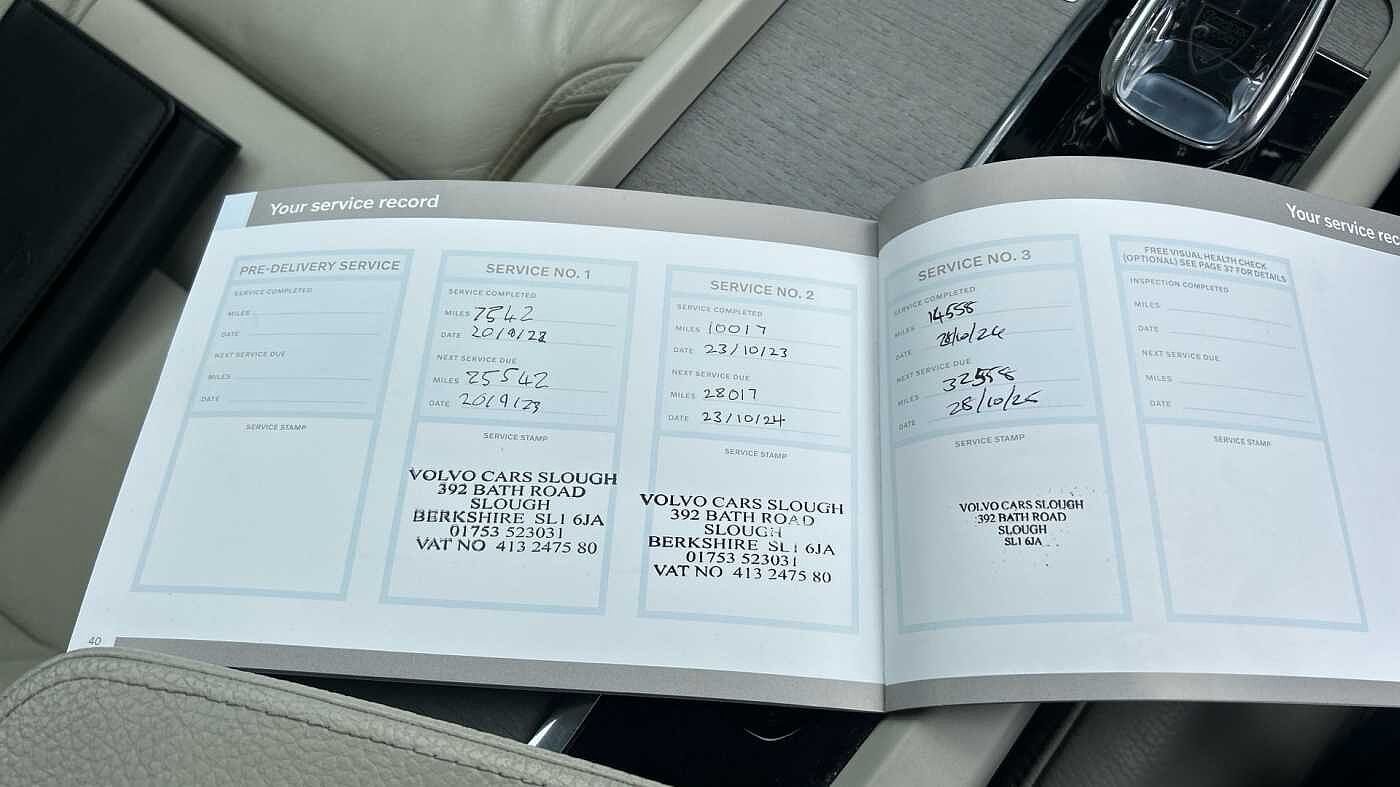 Your service record
PRE-DELIVERY SERVICE
SERVICE COMPLETED
MILES
DATE
NEXT SERVICE DUE
MILES
DATE
SERVICE STAMP
SERVICE NO. 1
SERVICE COMPLETED
MILES 7542
DATE 20/9/22
NEXT SERVICE DUE
MILES 25542
DATE 20/9/23
SERVICE STAMP
VOLVO CARS SLOUGH
392 BATH ROAD
SLOUGH
BERKSHIRE SL1 6JA
01753 523031
VAT NO 413 2475 80
SERVICE NO. 2
SERVICE COMPLETED
MILES 10017
DATE 23/10/23
NEXT SERVICE DUE
MILES 28017
DATE 23/10/24
SERVICE STAMP
VOLVO CARS SLOUGH
392 BATH ROAD
SLOUGH
BERKSHIRE SL1 6JA
01753 523031
VAT NO 413 2475 80
40
Your service rec
SERVICE NO. 3
SERVICE COMPLETED
MILES 14558
DATE 28/10/24
NEXT SERVICE DUE
MILES 32558
DATE 28/10/25
SERVICE STAMP
VOLVO CARS SLOUGH
392 BATH ROAD
SLOUGH
SL1 6JA
FREE VISUAL HEALTH CHECK
(OPTIONAL) SEE PAGE 37 FOR DETAILS
INSPECTION COMPLETED
MILES
DATE
NEXT SERVICE DUE
MILES
DATE
SERVICE STAMP